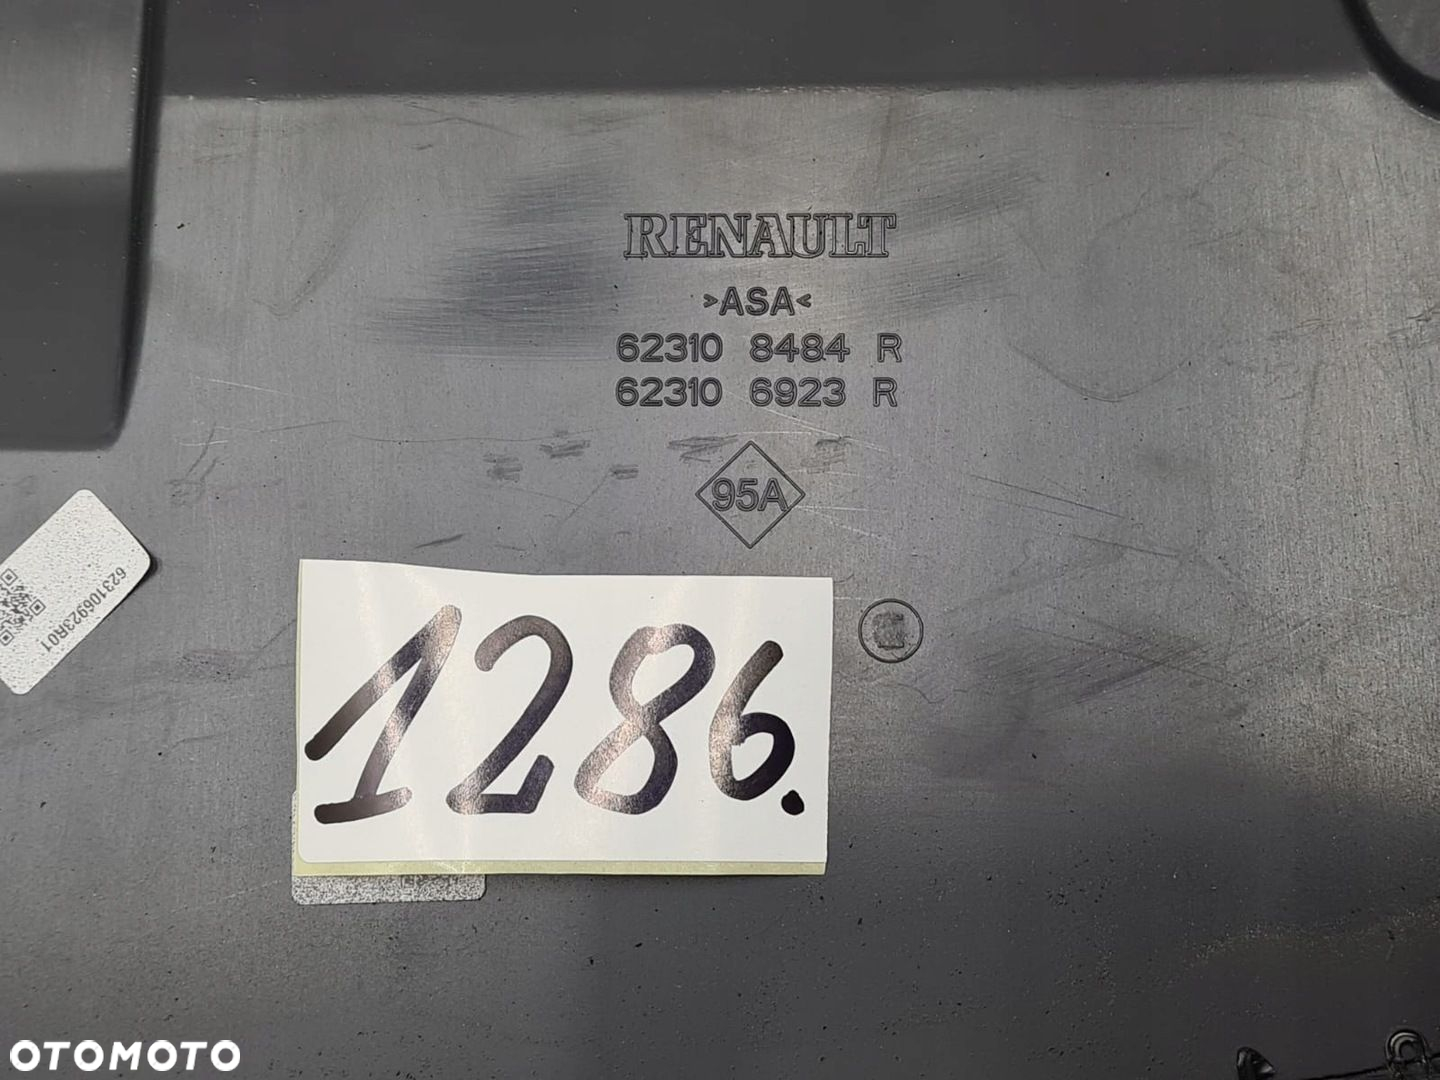 RENAULT
>ASA<
62310 8484 R
62310 6923 R
95A
623106923R01
1286.
OTOMOTO